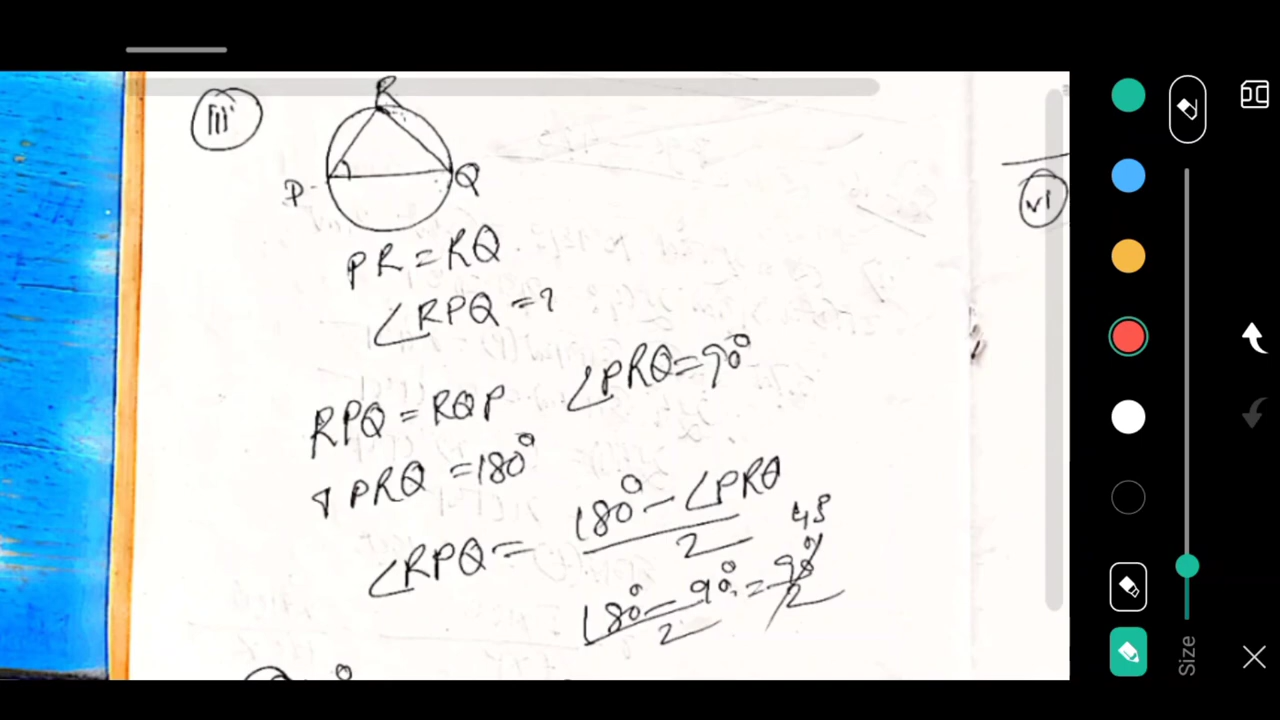 iii
R
P Q
PR = RQ
∠RPQ = ?
RPQ = RQP ∠PRQ = 90°
PRQ = 180°
∠RPQ = 180° - ∠PRQ / 2
45
180° - 90° / 2 = 90° / 2
vi
Size